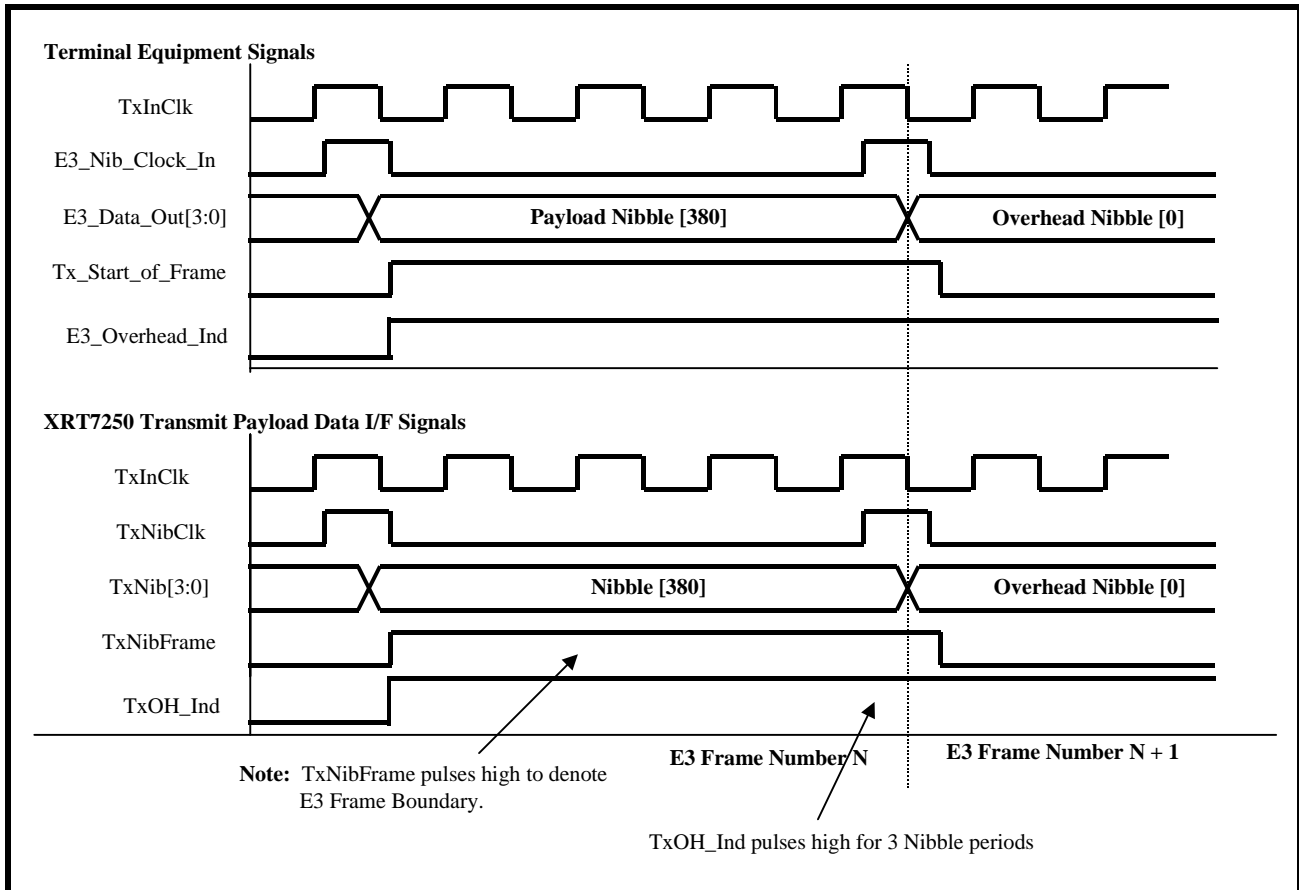 Terminal Equipment Signals
TxInClk
E3_Nib_Clock_In
E3_Data_Out[3:0]
Payload Nibble [380]
Overhead Nibble [0]
Tx_Start_of_Frame
E3_Overhead_Ind
XRT7250 Transmit Payload Data I/F Signals
TxInClk
TxNibClk
TxNib[3:0]
Nibble [380]
Overhead Nibble [0]
TxNibFrame
TxOH_Ind
E3 Frame Number N
E3 Frame Number N + 1
Note: TxNibFrame pulses high to denote
E3 Frame Boundary.
TxOH_Ind pulses high for 3 Nibble periods